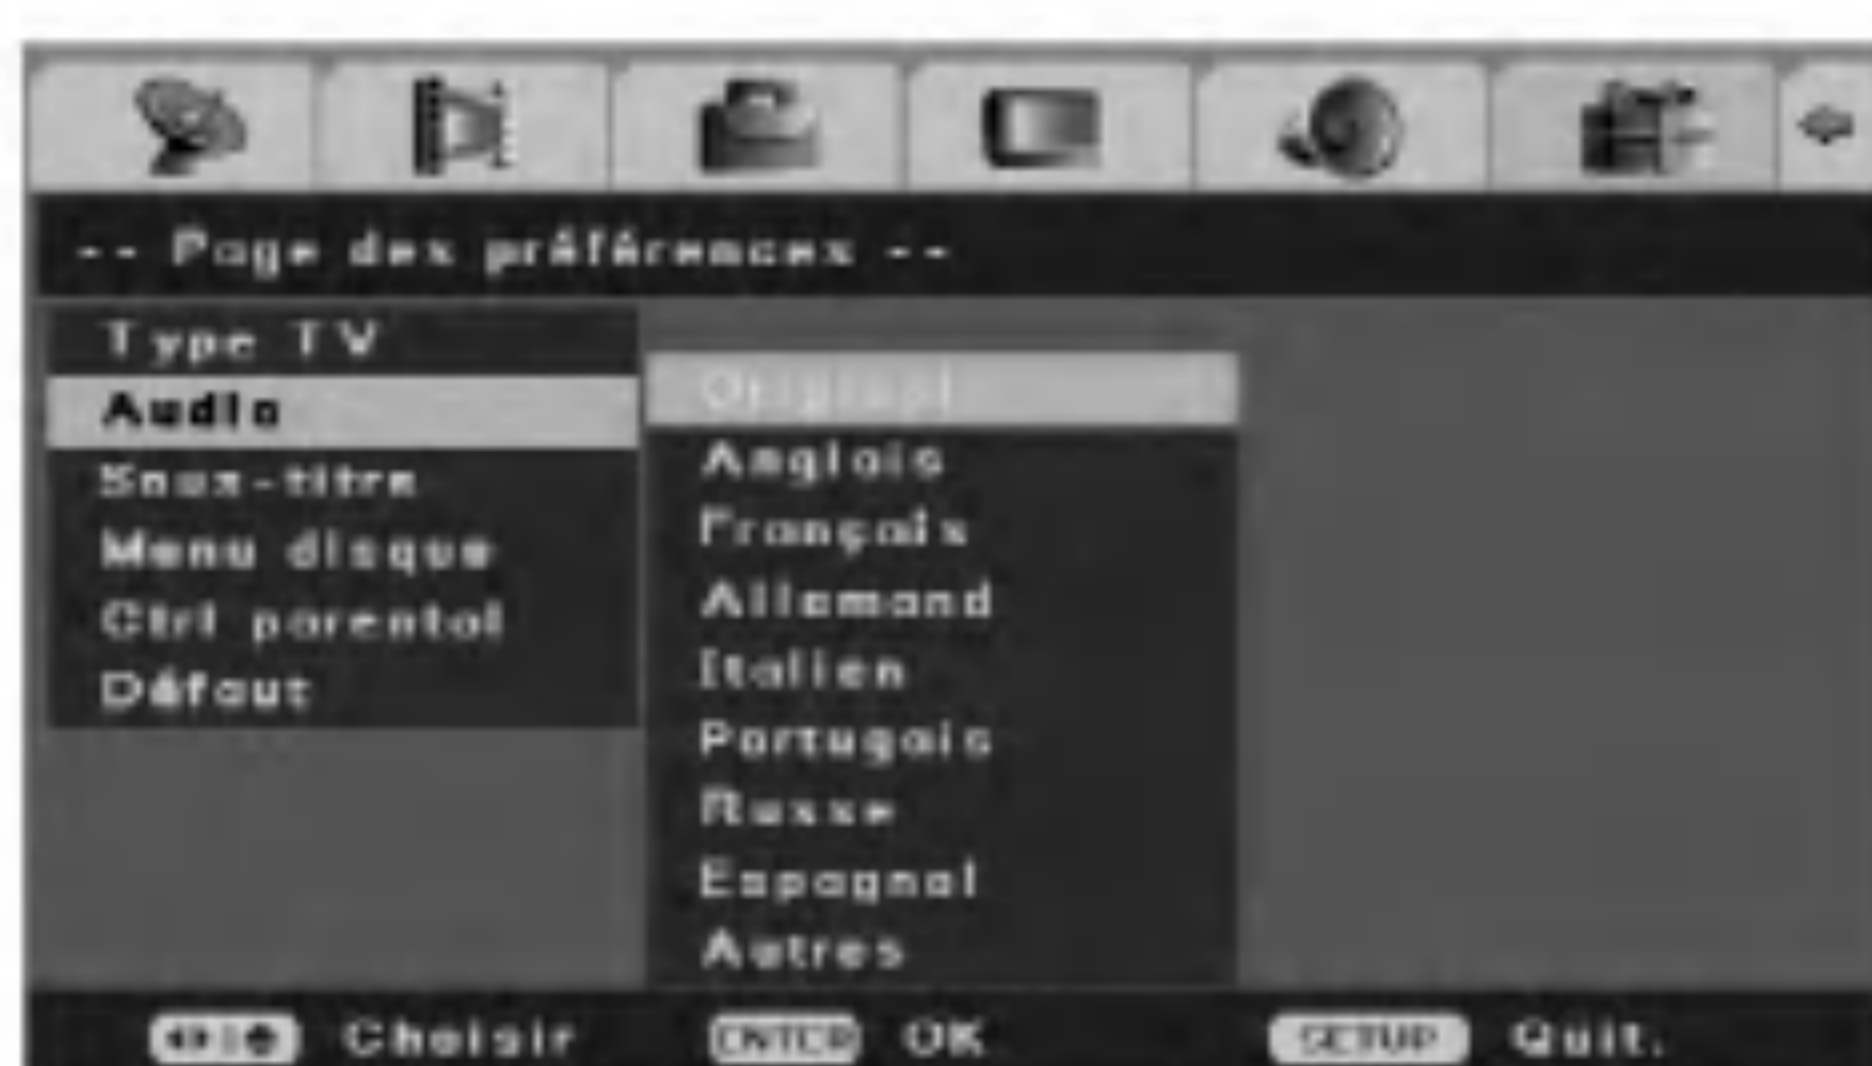 -- Page des préférences --
Type TV
Audio
Sous-titre
Menu disque
Ctrl parental
Défaut
Original
Anglais
Français
Allemand
Italien
Portugais
Russe
Espagnol
Autres
Choisir ENTER OK SETUP Quit.